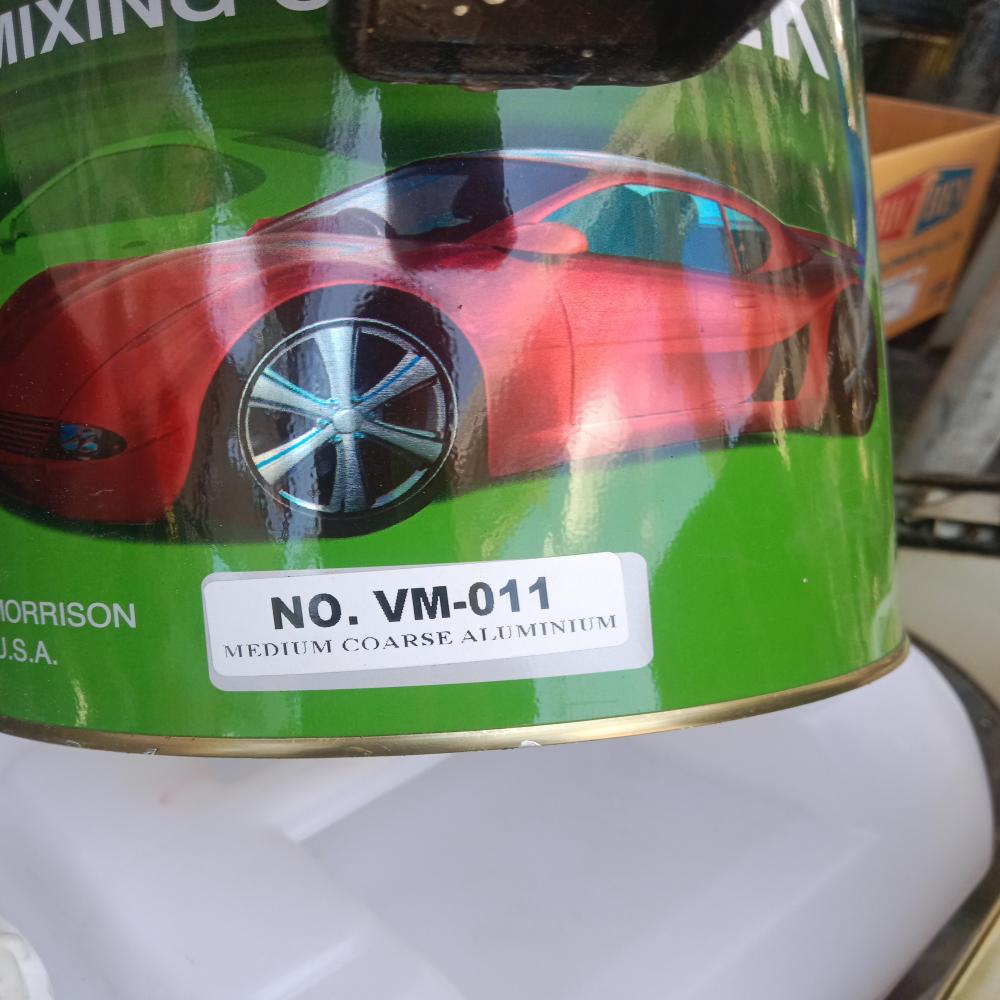 MIXING
MORRISON
U.S.A.
NO. VM-011
MEDIUM COARSE ALUMINIUM